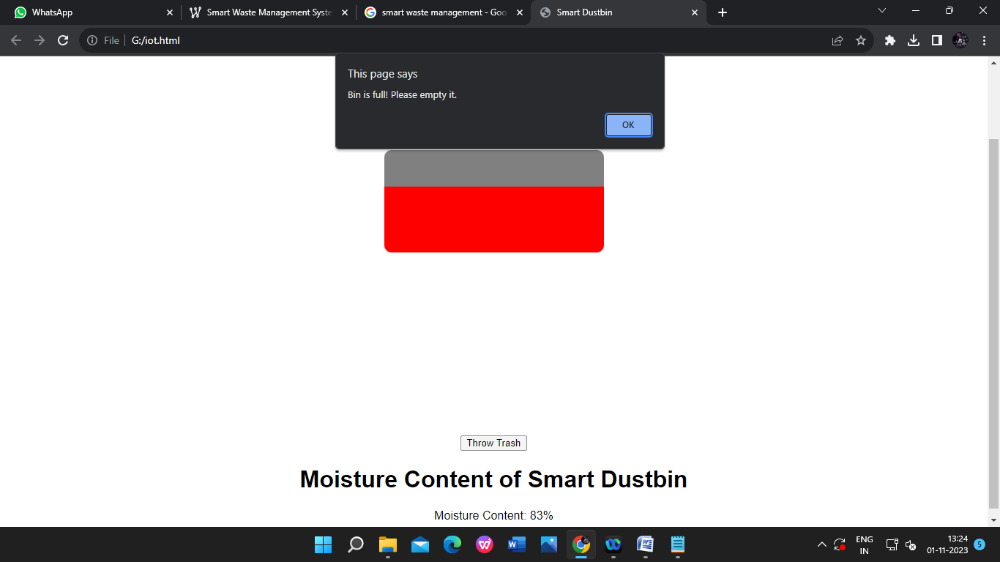 WhatsApp
Smart Waste Management Syste
smart waste management - Goo
Smart Dustbin
File
G:/iot.html
This page says
Bin is full! Please empty it.
OK
Throw Trash
Moisture Content of Smart Dustbin
Moisture Content: 83%
ENG
IN
13:24
01-11-2023
5